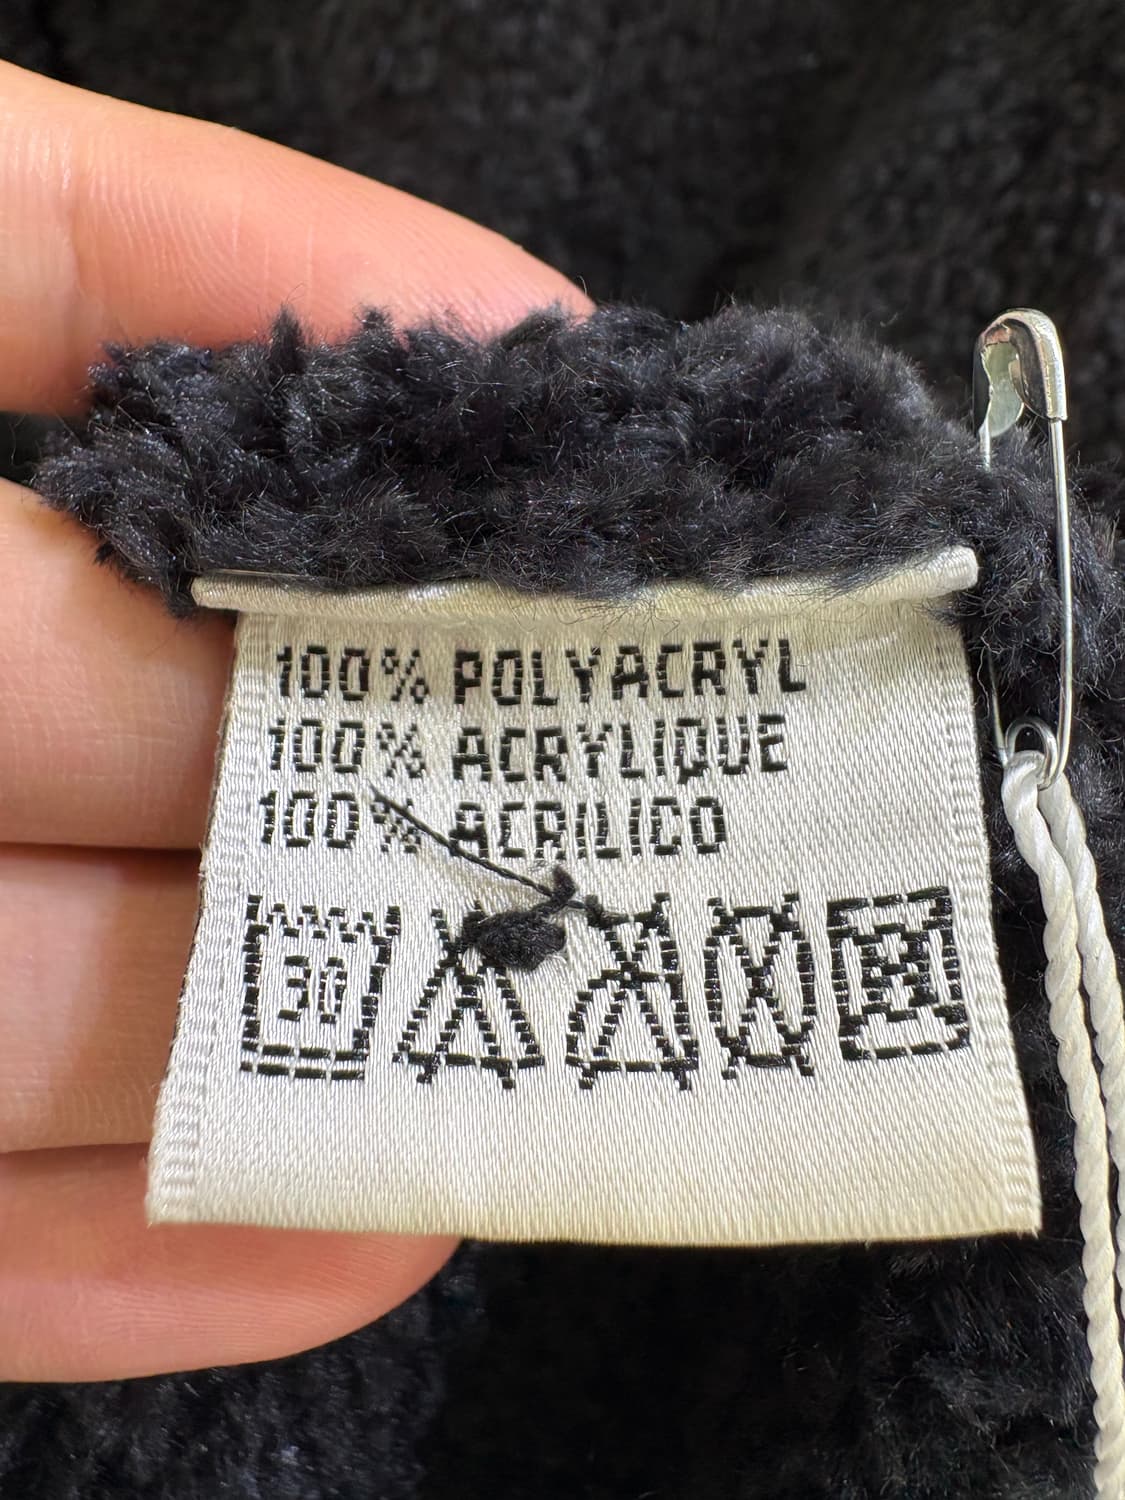 100% POLYACRYL
100% ACRYLIQUE
100% ACRILICO
30